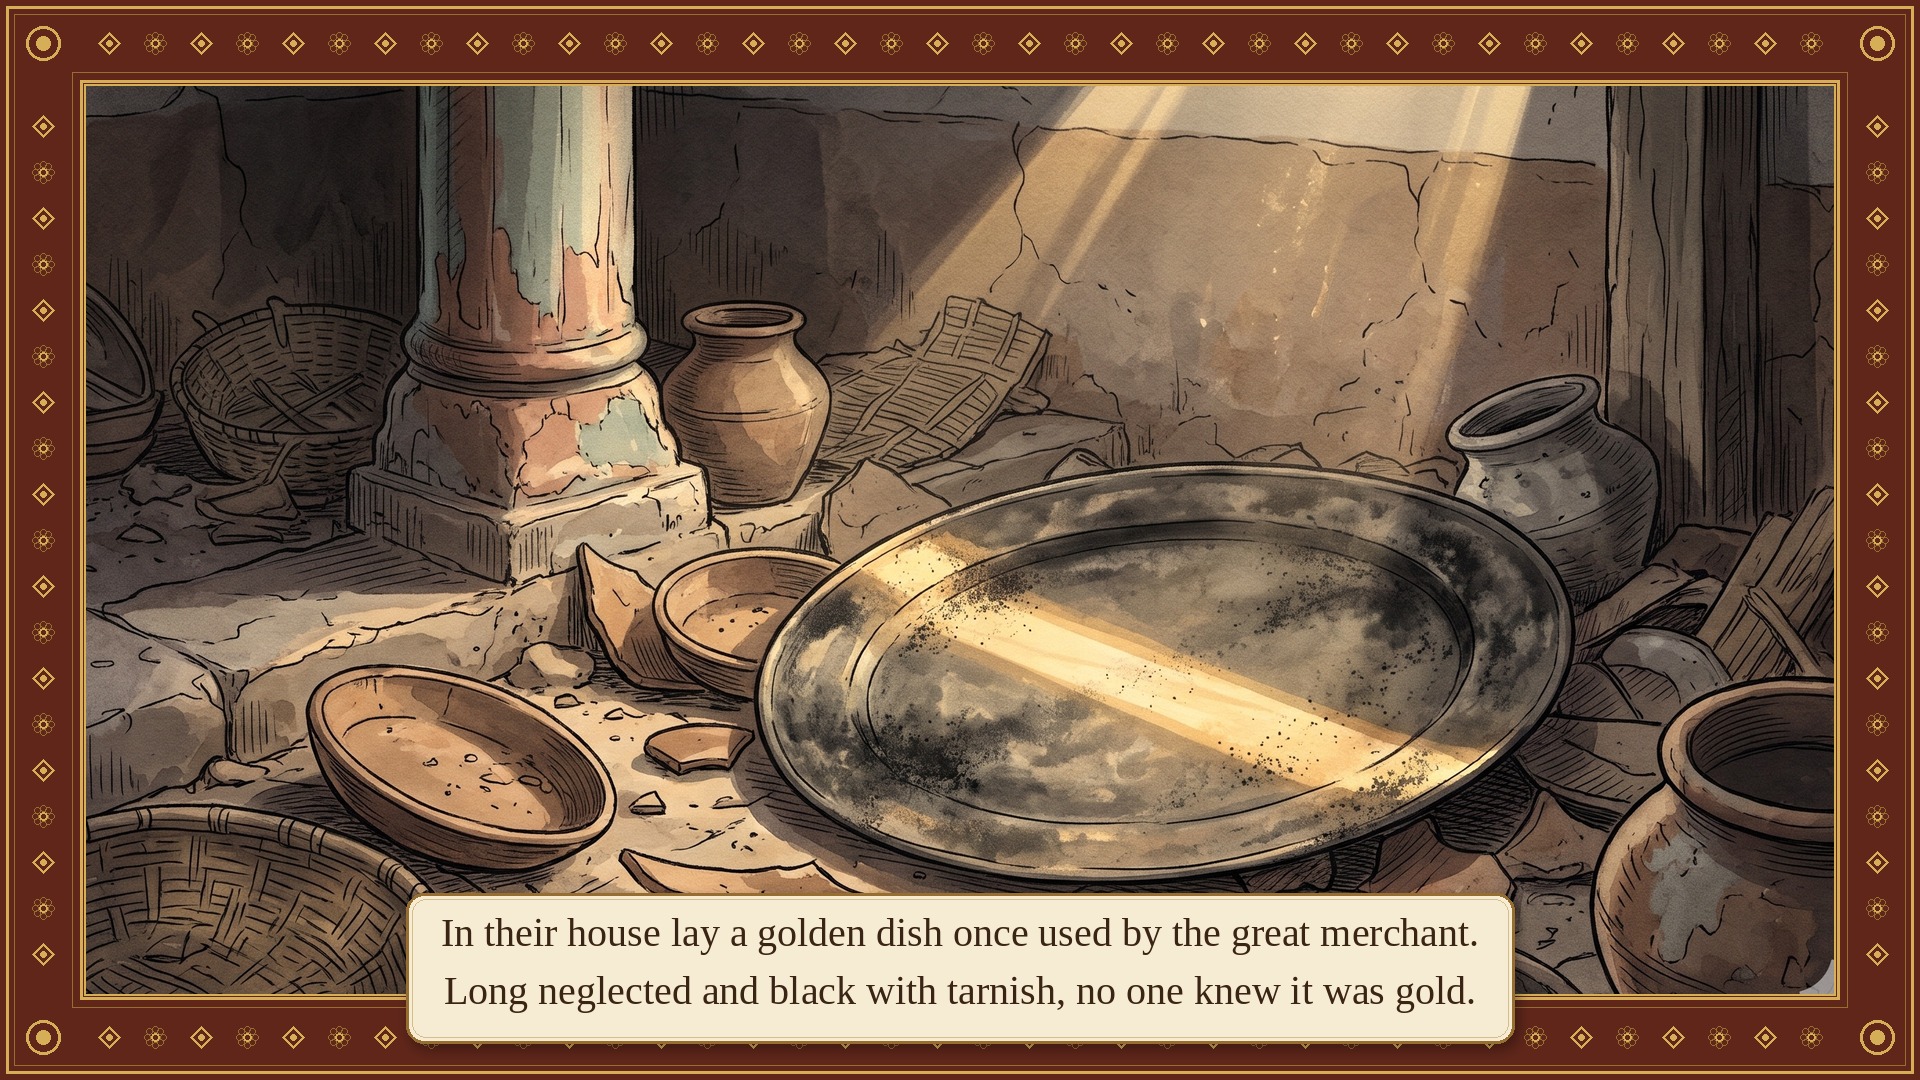 In their house lay a golden dish once used by the great merchant.
Long neglected and black with tarnish, no one knew it was gold.